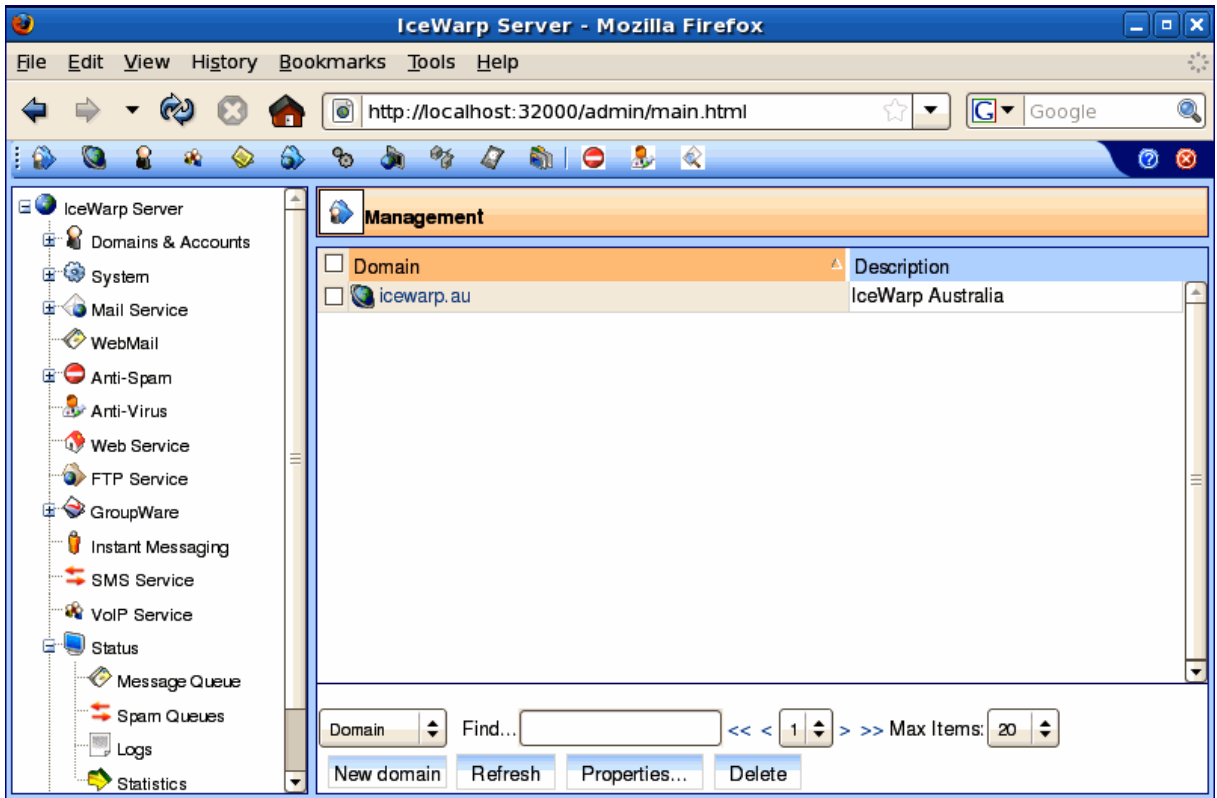 IceWarp Server - Mozilla Firefox
File Edit View History Bookmarks Tools Help
http://localhost:32000/admin/main.html
G Google
IceWarp Server
Domains & Accounts
System
Mail Service
WebMail
Anti-Spam
Anti-Virus
Web Service
FTP Service
GroupWare
Instant Messaging
SMS Service
VoIP Service
Status
Message Queue
Spam Queues
Logs
Statistics
Management
Domain Description
icewarp.au IceWarp Australia
Domain Find... << < 1 > >> Max Items: 20
New domain Refresh Properties... Delete